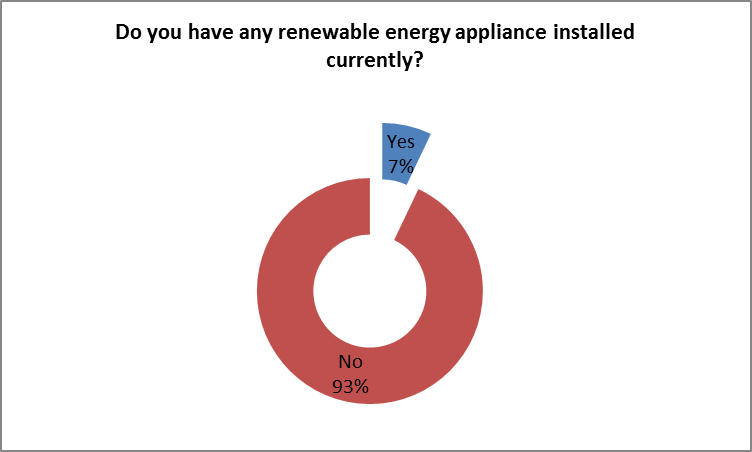 Do you have any renewable energy appliance installed
currently?
Yes
7%
No
93%